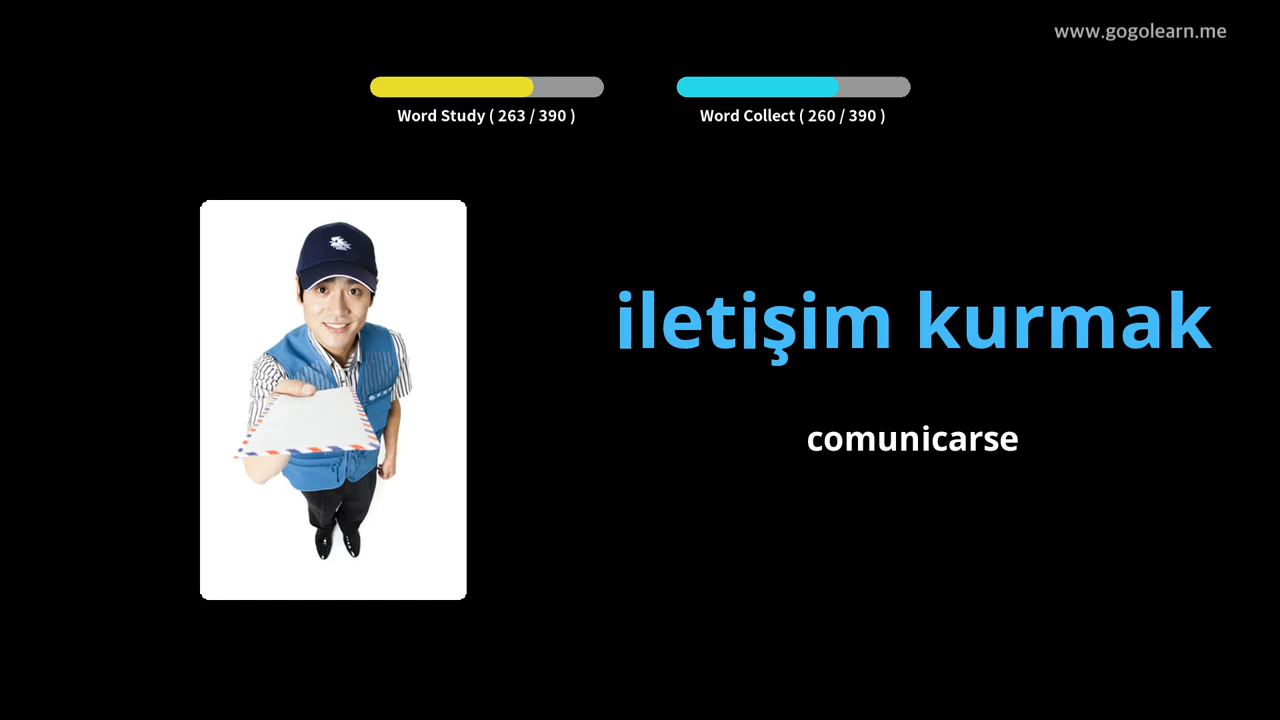 www.gogolearn.me
Word Study ( 263 / 390 )
Word Collect ( 260 / 390 )
iletişim kurmak
comunicarse